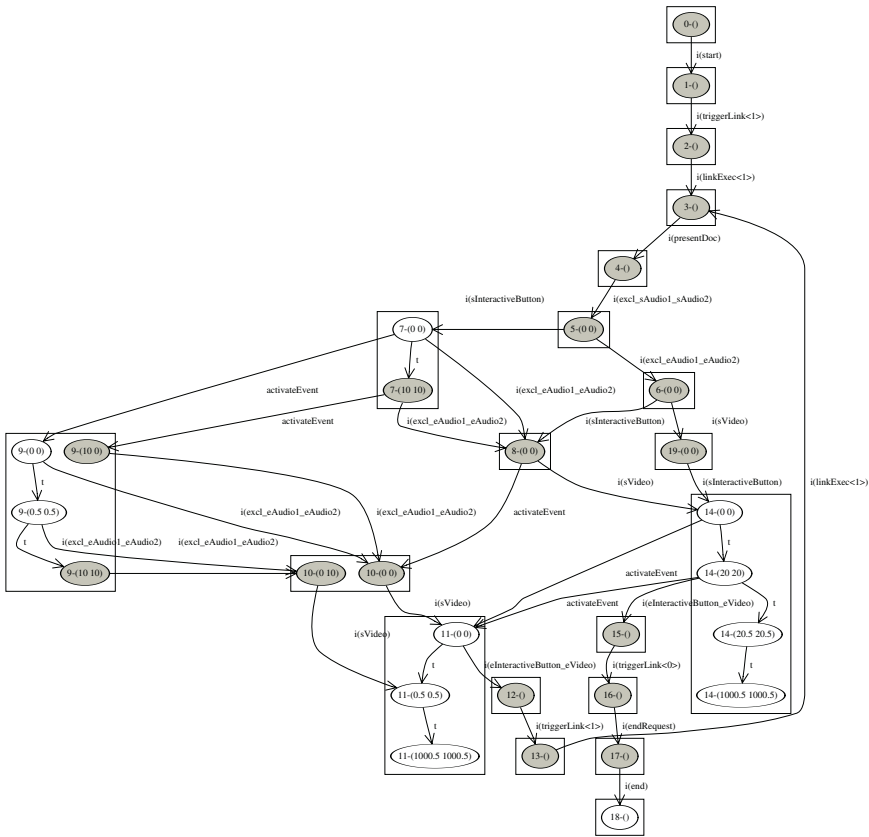 0-()
i(start)
1-()
i(triggerLink<1>)
2-()
i(linkExec<1>)
3-()
i(presentDoc)
4-()
i(sInteractiveButton)
i(excl_sAudio1_sAudio2)
7-(0 0)
5-(0 0)
t
i(excl_eAudio1_eAudio2)
activateEvent
7-(10 10)
i(excl_eAudio1_eAudio2)
6-(0 0)
activateEvent
i(excl_eAudio1_eAudio2)
i(sInteractiveButton)
i(sVideo)
9-(0 0)
9-(10 0)
8-(0 0)
19-(0 0)
t
i(sVideo)
i(sInteractiveButton)
i(linkExec<1>)
9-(0.5 0.5)
i(excl_eAudio1_eAudio2)
i(excl_eAudio1_eAudio2)
activateEvent
14-(0 0)
t
i(excl_eAudio1_eAudio2)
t
9-(10 10)
10-(0 10)
10-(0 0)
activateEvent
14-(20 20)
i(sVideo)
activateEvent
i(eInteractiveButton_eVideo)
t
i(sVideo)
11-(0 0)
15-()
14-(20.5 20.5)
t
i(eInteractiveButton_eVideo)
i(triggerLink<0>)
t
11-(0.5 0.5)
12-()
16-()
14-(1000.5 1000.5)
t
i(triggerLink<1>)
i(endRequest)
11-(1000.5 1000.5)
13-()
17-()
i(end)
18-()